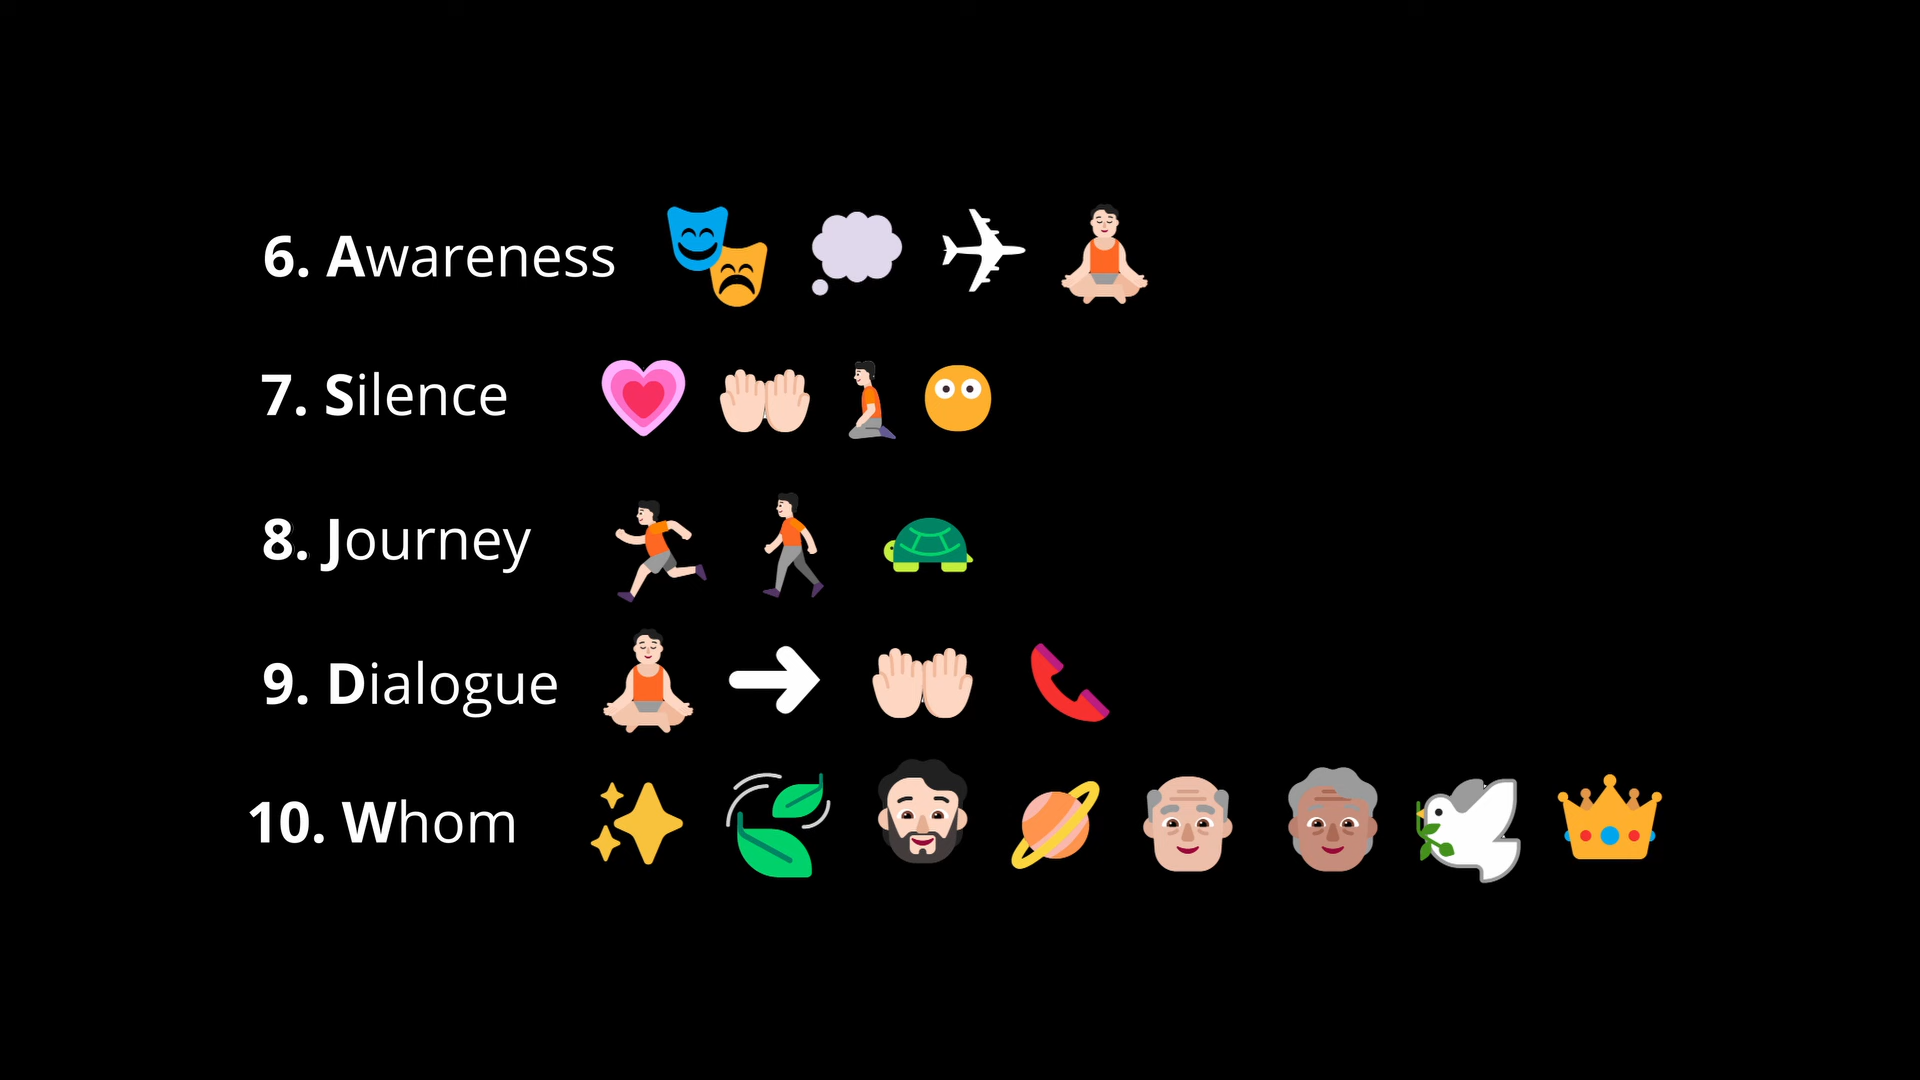 6. Awareness
7. Silence
8. Journey
9. Dialogue
10. Whom